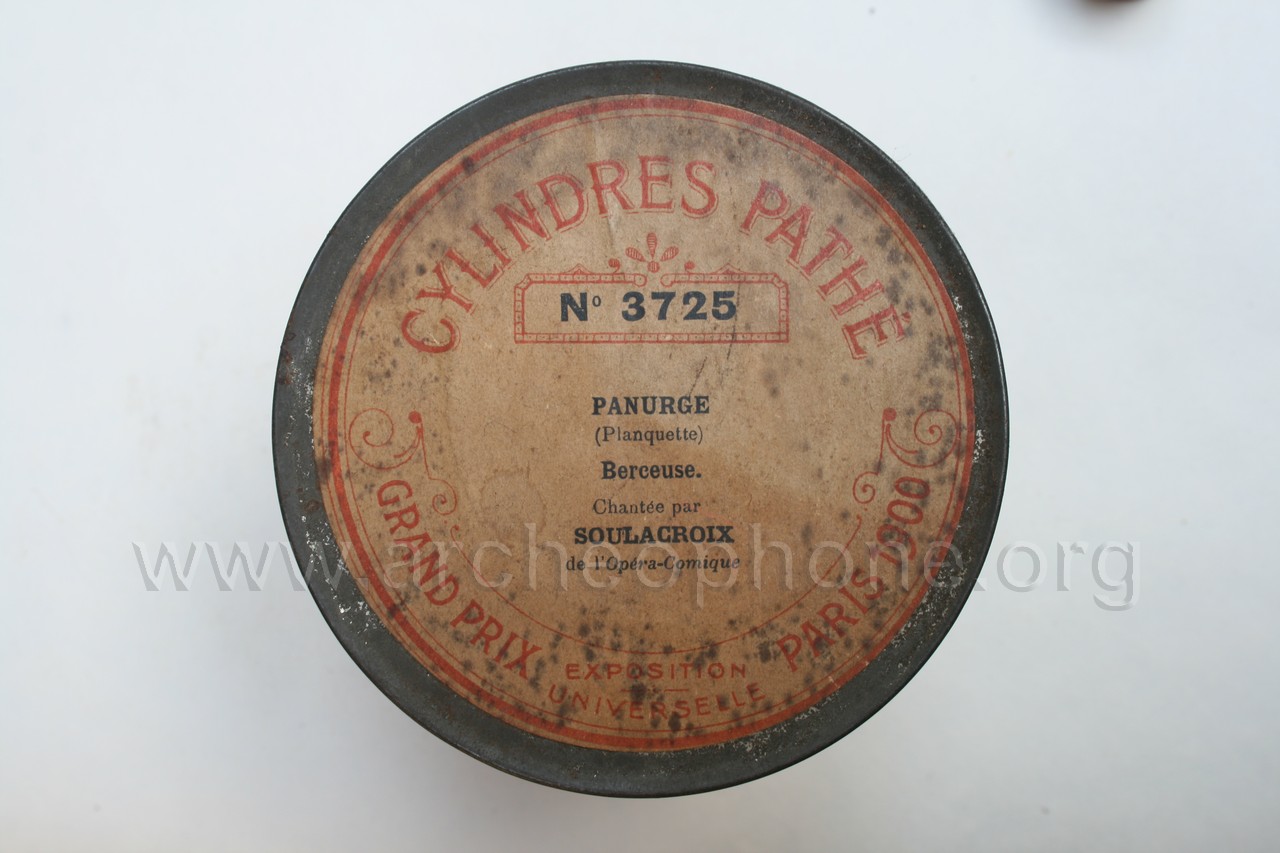 CYLINDRES PATHÉ
Nº 3725
PANURGE
(Planquette)
Berceuse.
Chantée par
SOULACROIX
de l'Opéra-Comique
GRAND PRIX
EXPOSITION
UNIVERSELLE
PARIS 1900
www.archeophone.org